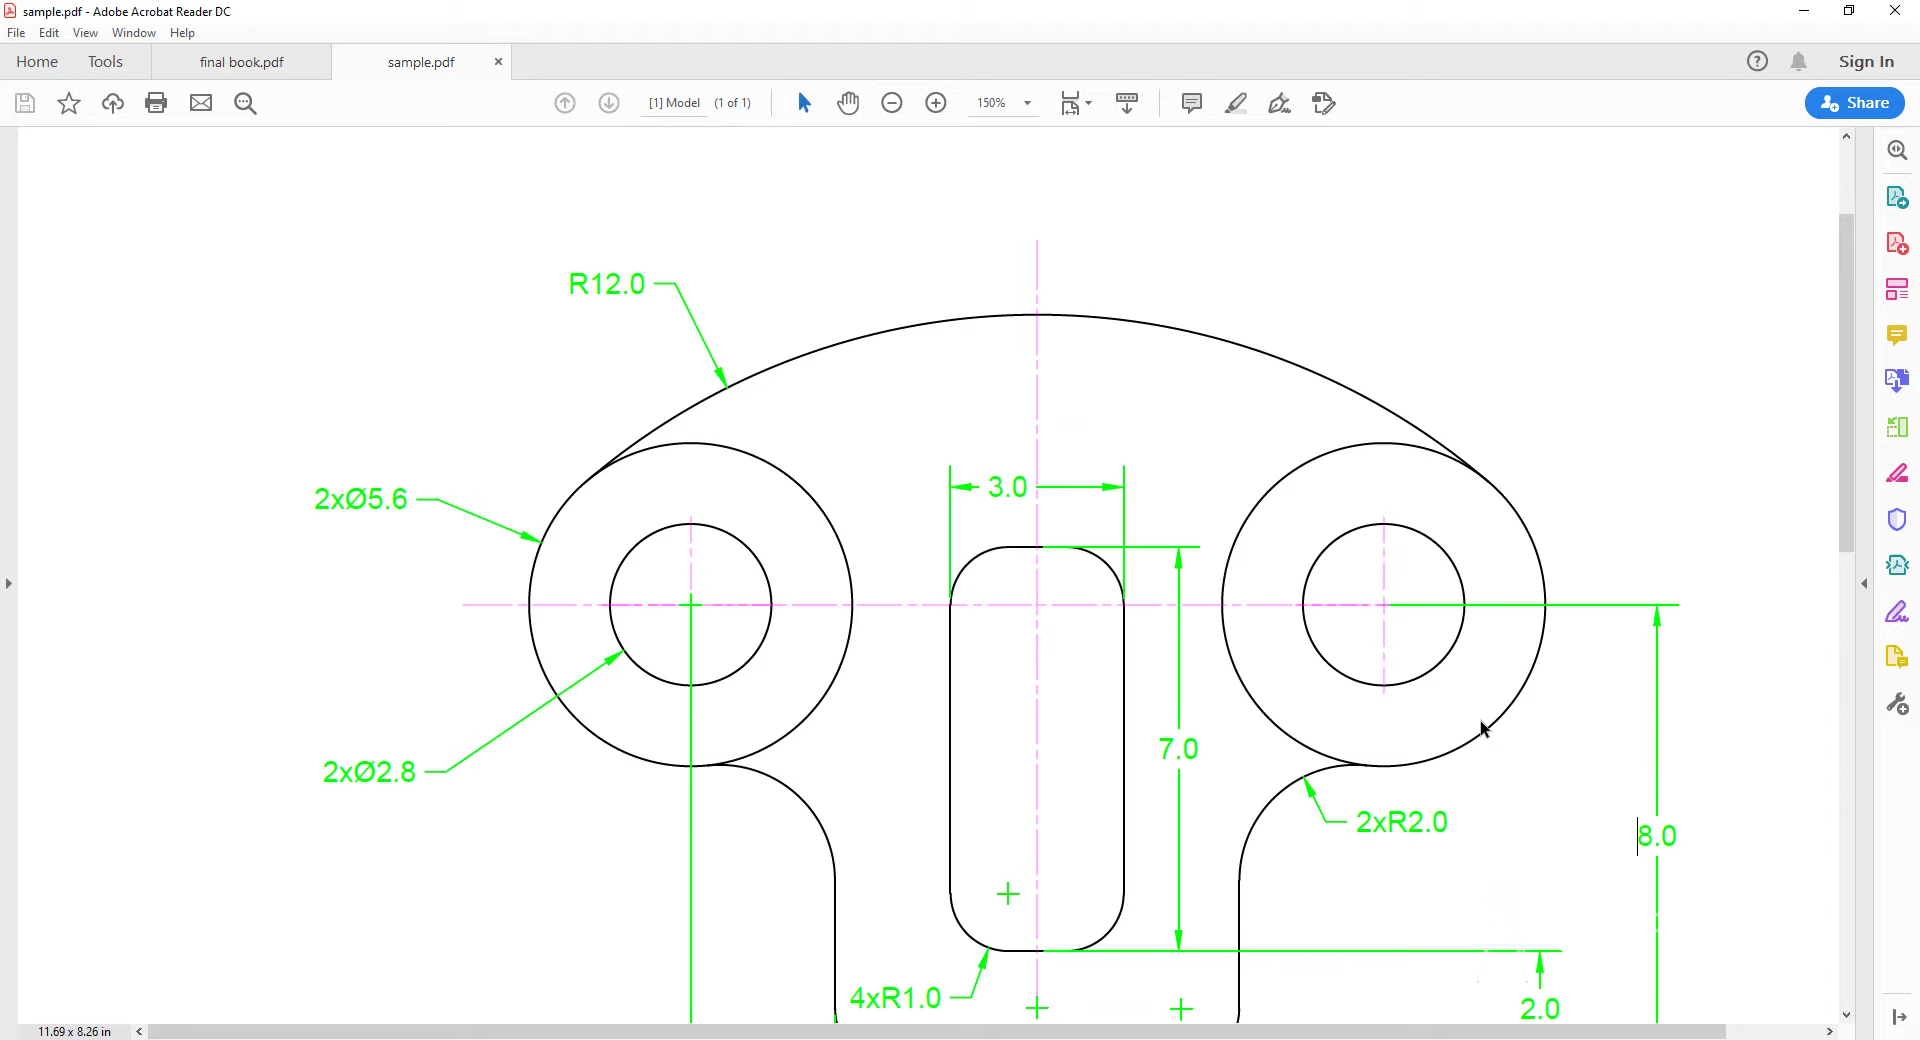 sample.pdf - Adobe Acrobat Reader DC
File Edit View Window Help
Home Tools final book.pdf sample.pdf × Sign In
[1] Model (1 of 1) 150% Share
R12.0
3.0
2xØ5.6
7.0
2xØ2.8
2xR2.0
8.0
4xR1.0
2.0
11.69 x 8.26 in